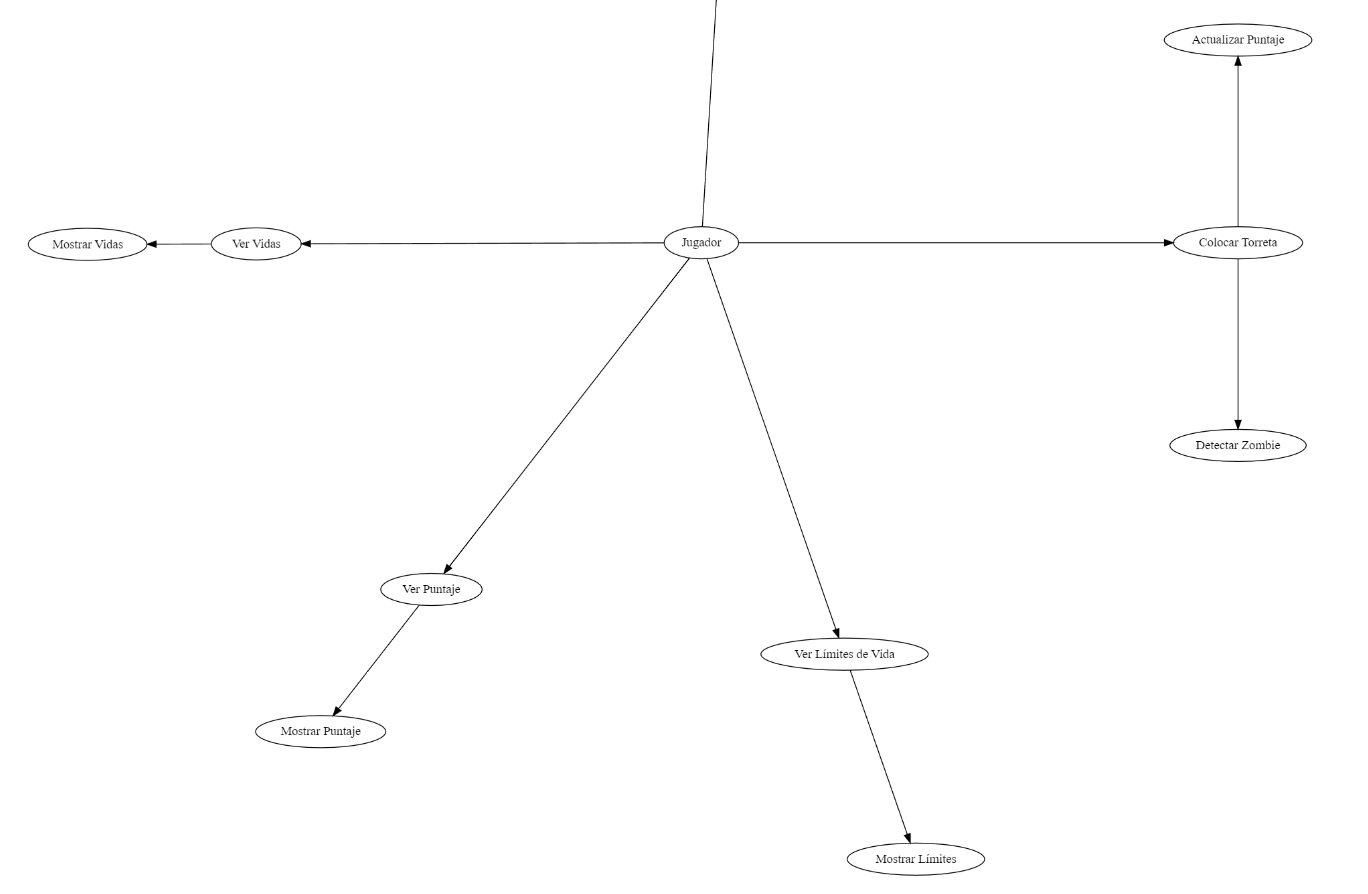 Actualizar Puntaje
Mostrar Vidas
Ver Vidas
Jugador
Colocar Torreta
Detectar Zombie
Ver Puntaje
Ver Límites de Vida
Mostrar Puntaje
Mostrar Límites